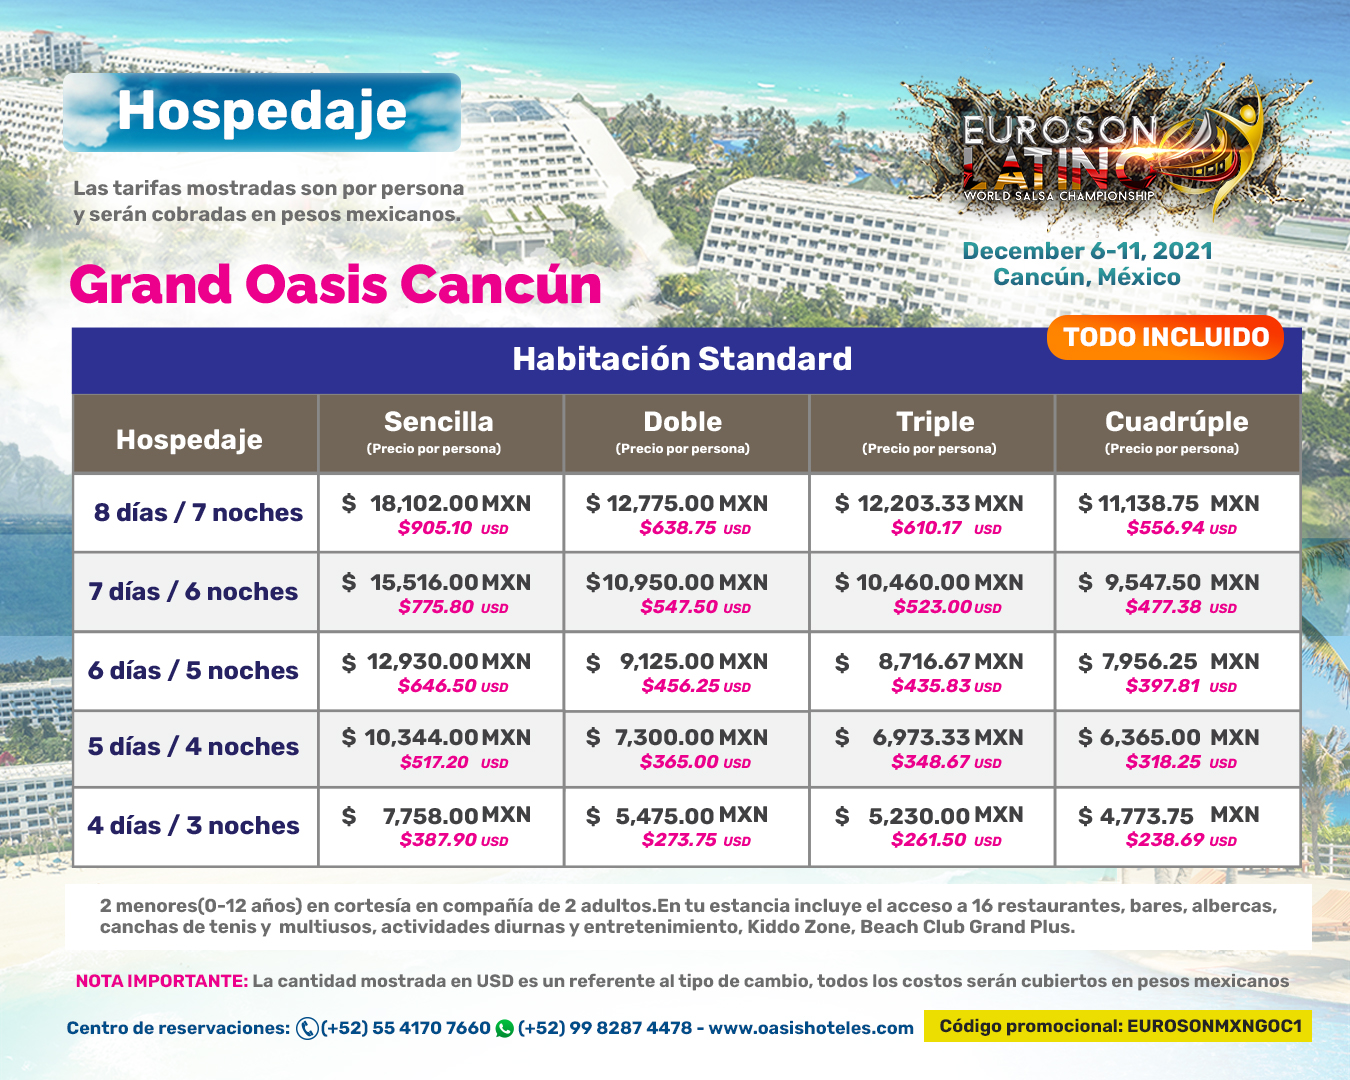 Hospedaje
Las tarifas mostradas son por persona
y serán cobradas en pesos mexicanos.
EUROSON
LATINO
WORLD SALSA CHAMPIONSHIP
December 6-11, 2021
Cancún, México
Grand Oasis Cancún
TODO INCLUIDO
Habitación Standard
Hospedaje
Sencilla
(Precio por persona)
Doble
(Precio por persona)
Triple
(Precio por persona)
Cuadrúple
(Precio por persona)
8 días / 7 noches
$ 18,102.00 MXN
$905.10 USD
$ 12,775.00 MXN
$638.75 USD
$ 12,203.33 MXN
$610.17 USD
$ 11,138.75 MXN
$556.94 USD
7 días / 6 noches
$ 15,516.00 MXN
$775.80 USD
$10,950.00 MXN
$547.50 USD
$ 10,460.00 MXN
$523.00 USD
$ 9,547.50 MXN
$477.38 USD
6 días / 5 noches
$ 12,930.00 MXN
$646.50 USD
$ 9,125.00 MXN
$456.25 USD
$ 8,716.67 MXN
$435.83 USD
$ 7,956.25 MXN
$397.81 USD
5 días / 4 noches
$ 10,344.00 MXN
$517.20 USD
$ 7,300.00 MXN
$365.00 USD
$ 6,973.33 MXN
$348.67 USD
$ 6,365.00 MXN
$318.25 USD
4 días / 3 noches
$ 7,758.00 MXN
$387.90 USD
$ 5,475.00 MXN
$273.75 USD
$ 5,230.00 MXN
$261.50 USD
$ 4,773.75 MXN
$238.69 USD
2 menores(0-12 años) en cortesía en compañía de 2 adultos.En tu estancia incluye el acceso a 16 restaurantes, bares, albercas,
canchas de tenis y multiusos, actividades diurnas y entretenimiento, Kiddo Zone, Beach Club Grand Plus.
NOTA IMPORTANTE: La cantidad mostrada en USD es un referente al tipo de cambio, todos los costos serán cubiertos en pesos mexicanos
Centro de reservaciones: (+52) 55 4170 7660 (+52) 99 8287 4478 - www.oasishoteles.com
Código promocional: EUROSONMXNGOC1